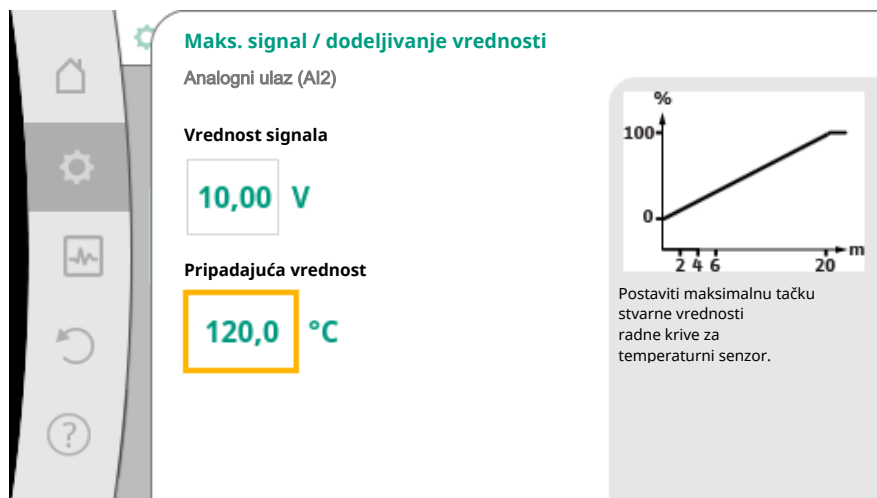 Maks. signal / dodeljivanje vrednosti
Analogni ulaz (AI2)
Vrednost signala
10,00 V
Pripadajuća vrednost
120,0 °C
%
100
0
2 4 6 20 m
Postaviti maksimalnu tačku
stvarne vrednosti
radne krive za
temperaturni senzor.
?